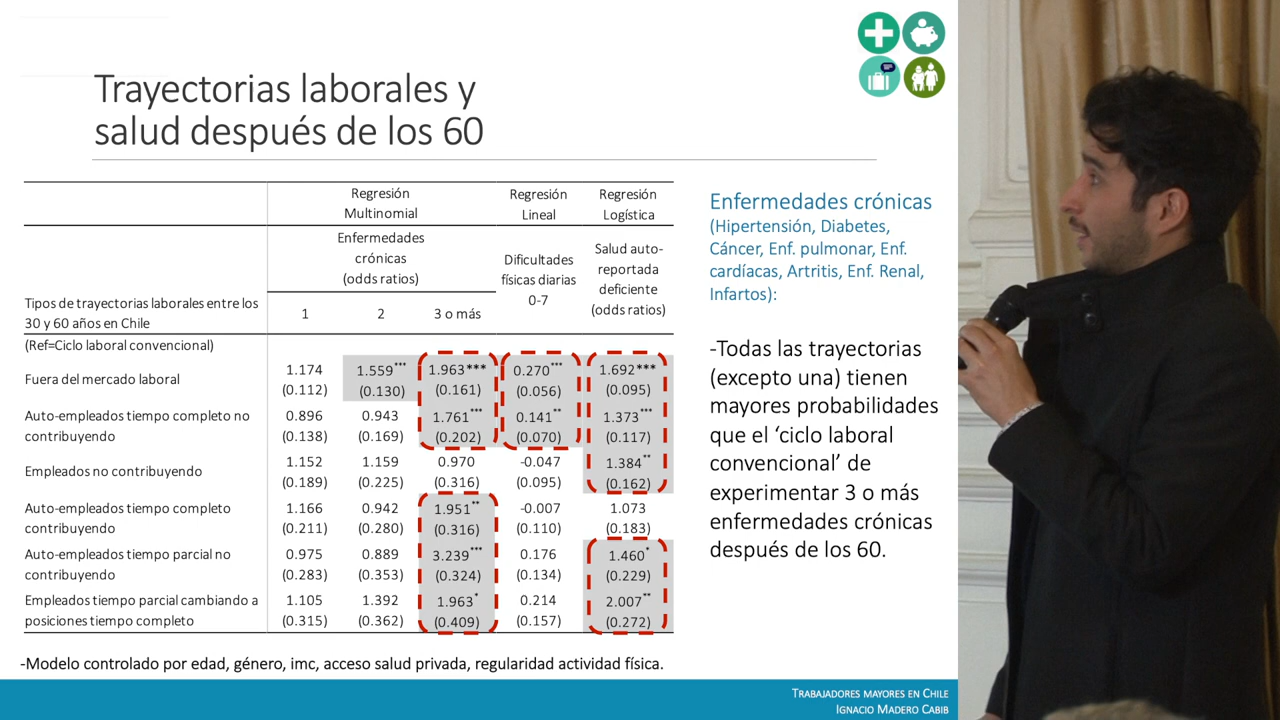 Trayectorias laborales y
salud después de los 60
Regresión Multinomial | Regresión Lineal | Regresión Logística
Tipos de trayectorias laborales entre los 30 y 60 años en Chile | Enfermedades crónicas (odds ratios) | Dificultades físicas diarias 0-7 | Salud auto-reportada deficiente (odds ratios)
1 | 2 | 3 o más
(Ref=Ciclo laboral convencional)
Fuera del mercado laboral | 1.174 | 1.559*** | 1.963*** | 0.270*** | 1.692***
(0.112) | (0.130) | (0.161) | (0.056) | (0.095)
Auto-empleados tiempo completo no contribuyendo | 0.896 | 0.943 | 1.761*** | 0.141** | 1.373***
(0.138) | (0.169) | (0.202) | (0.070) | (0.117)
Empleados no contribuyendo | 1.152 | 1.159 | 0.970 | -0.047 | 1.384**
(0.189) | (0.225) | (0.316) | (0.095) | (0.162)
Auto-empleados tiempo completo contribuyendo | 1.166 | 0.942 | 1.951** | -0.007 | 1.073
(0.211) | (0.280) | (0.316) | (0.110) | (0.183)
Auto-empleados tiempo parcial no contribuyendo | 0.975 | 0.889 | 3.239*** | 0.176 | 1.460*
(0.283) | (0.353) | (0.324) | (0.134) | (0.229)
Empleados tiempo parcial cambiando a posiciones tiempo completo | 1.105 | 1.392 | 1.963* | 0.214 | 2.007**
(0.315) | (0.362) | (0.409) | (0.157) | (0.272)
-Modelo controlado por edad, género, imc, acceso salud privada, regularidad actividad física.
Enfermedades crónicas
(Hipertensión, Diabetes,
Cáncer, Enf. pulmonar, Enf.
cardíacas, Artritis, Enf. Renal,
Infartos):
-Todas las trayectorias
(excepto una) tienen
mayores probabilidades
que el ‘ciclo laboral
convencional’ de
experimentar 3 o más
enfermedades crónicas
después de los 60.
TRABAJADORES MAYORES EN CHILE
IGNACIO MADERO CABIB